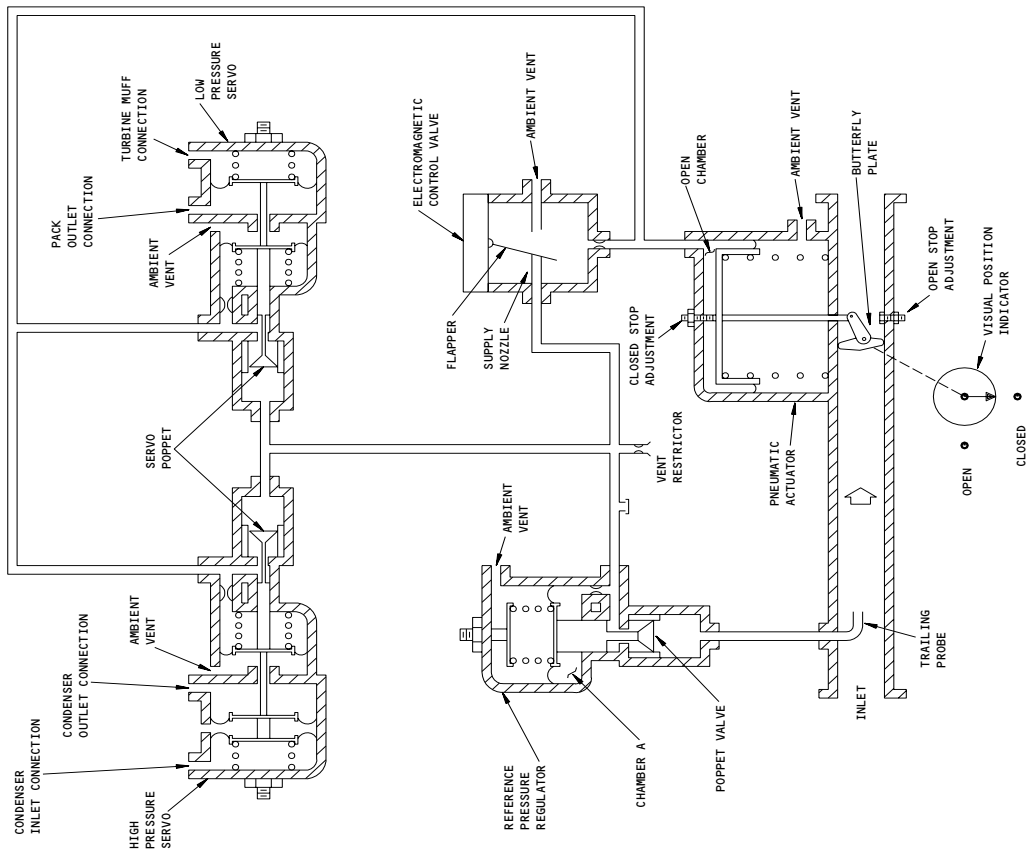 CONDENSER
INLET CONNECTION
CONDENSER
OUTLET CONNECTION
HIGH
PRESSURE
SERVO
AMBIENT
VENT
SERVO
POPPET
AMBIENT
VENT
PACK
OUTLET
CONNECTION
TURBINE MUFF
CONNECTION
LOW
PRESSURE
SERVO
REFERENCE
PRESSURE
REGULATOR
CHAMBER A
POPPET VALVE
AMBIENT
VENT
VENT
RESTRICTOR
FLAPPER
SUPPLY
NOZZLE
ELECTROMAGNETIC
CONTROL VALVE
AMBIENT VENT
CLOSED STOP
ADJUSTMENT
OPEN
CHAMBER
AMBIENT VENT
BUTTERFLY
PLATE
PNEUMATIC
ACTUATOR
INLET
TRAILING
PROBE
OPEN STOP
ADJUSTMENT
VISUAL POSITION
INDICATOR
OPEN
CLOSED